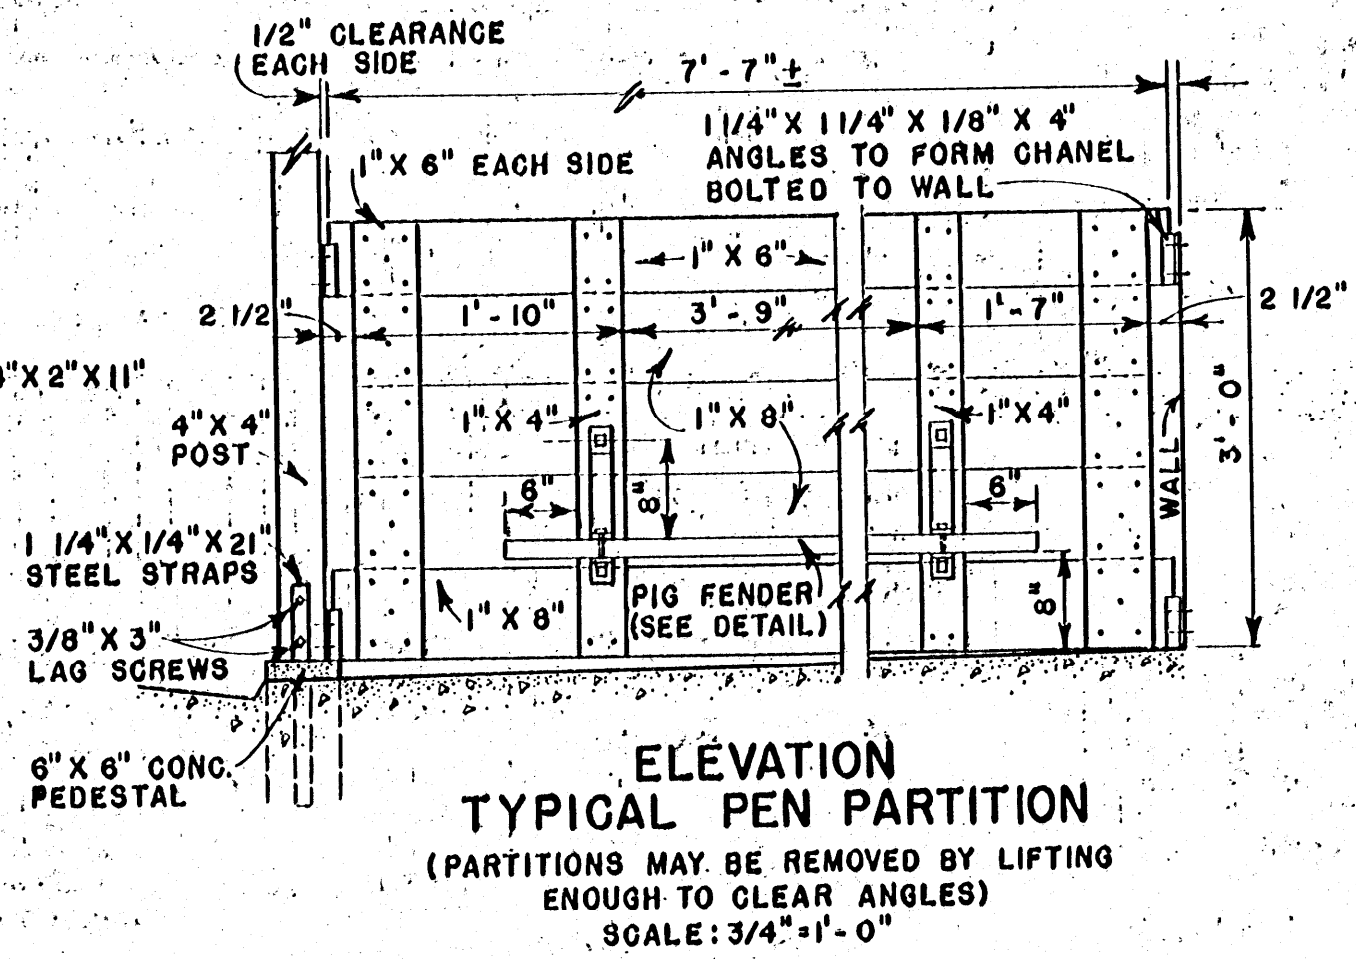 1/2" CLEARANCE
EACH SIDE
7'-7"±
1 1/4" X 1 1/4" X 1/8" X 4"
ANGLES TO FORM CHANEL
BOLTED TO WALL
1" X 6" EACH SIDE
1" X 6"
2 1/2"
1'-10"
3'-9"
1'-7"
2 1/2"
"X 2" X 11"
4" X 4"
POST
1" X 4"
1" X 8"
1" X 4"
3'-0"
WALL
6"
8"
6"
1 1/4" X 1/4" X 21"
STEEL STRAPS
1" X 8"
PIG FENDER
(SEE DETAIL)
8"
3/8" X 3"
LAG SCREWS
6" X 6" CONC.
PEDESTAL
ELEVATION
TYPICAL PEN PARTITION
(PARTITIONS MAY BE REMOVED BY LIFTING
ENOUGH TO CLEAR ANGLES)
SCALE: 3/4"=1'-0"